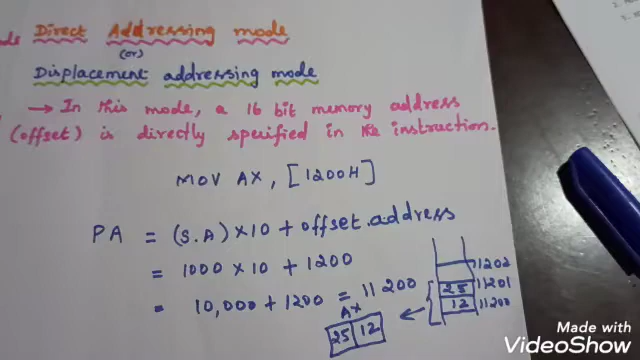 Direct Addressing mode
(or)
Displacement addressing mode
→ In this mode, a 16 bit memory address
(offset) is directly specified in the instruction.
MOV AX, [1200H]
PA = (S.A) × 10 + offset address
= 1000 × 10 + 1200
= 10,000 + 1200 = 11200
11202
25 11201
12 11200
AX
25 12
Made with
VideoShow